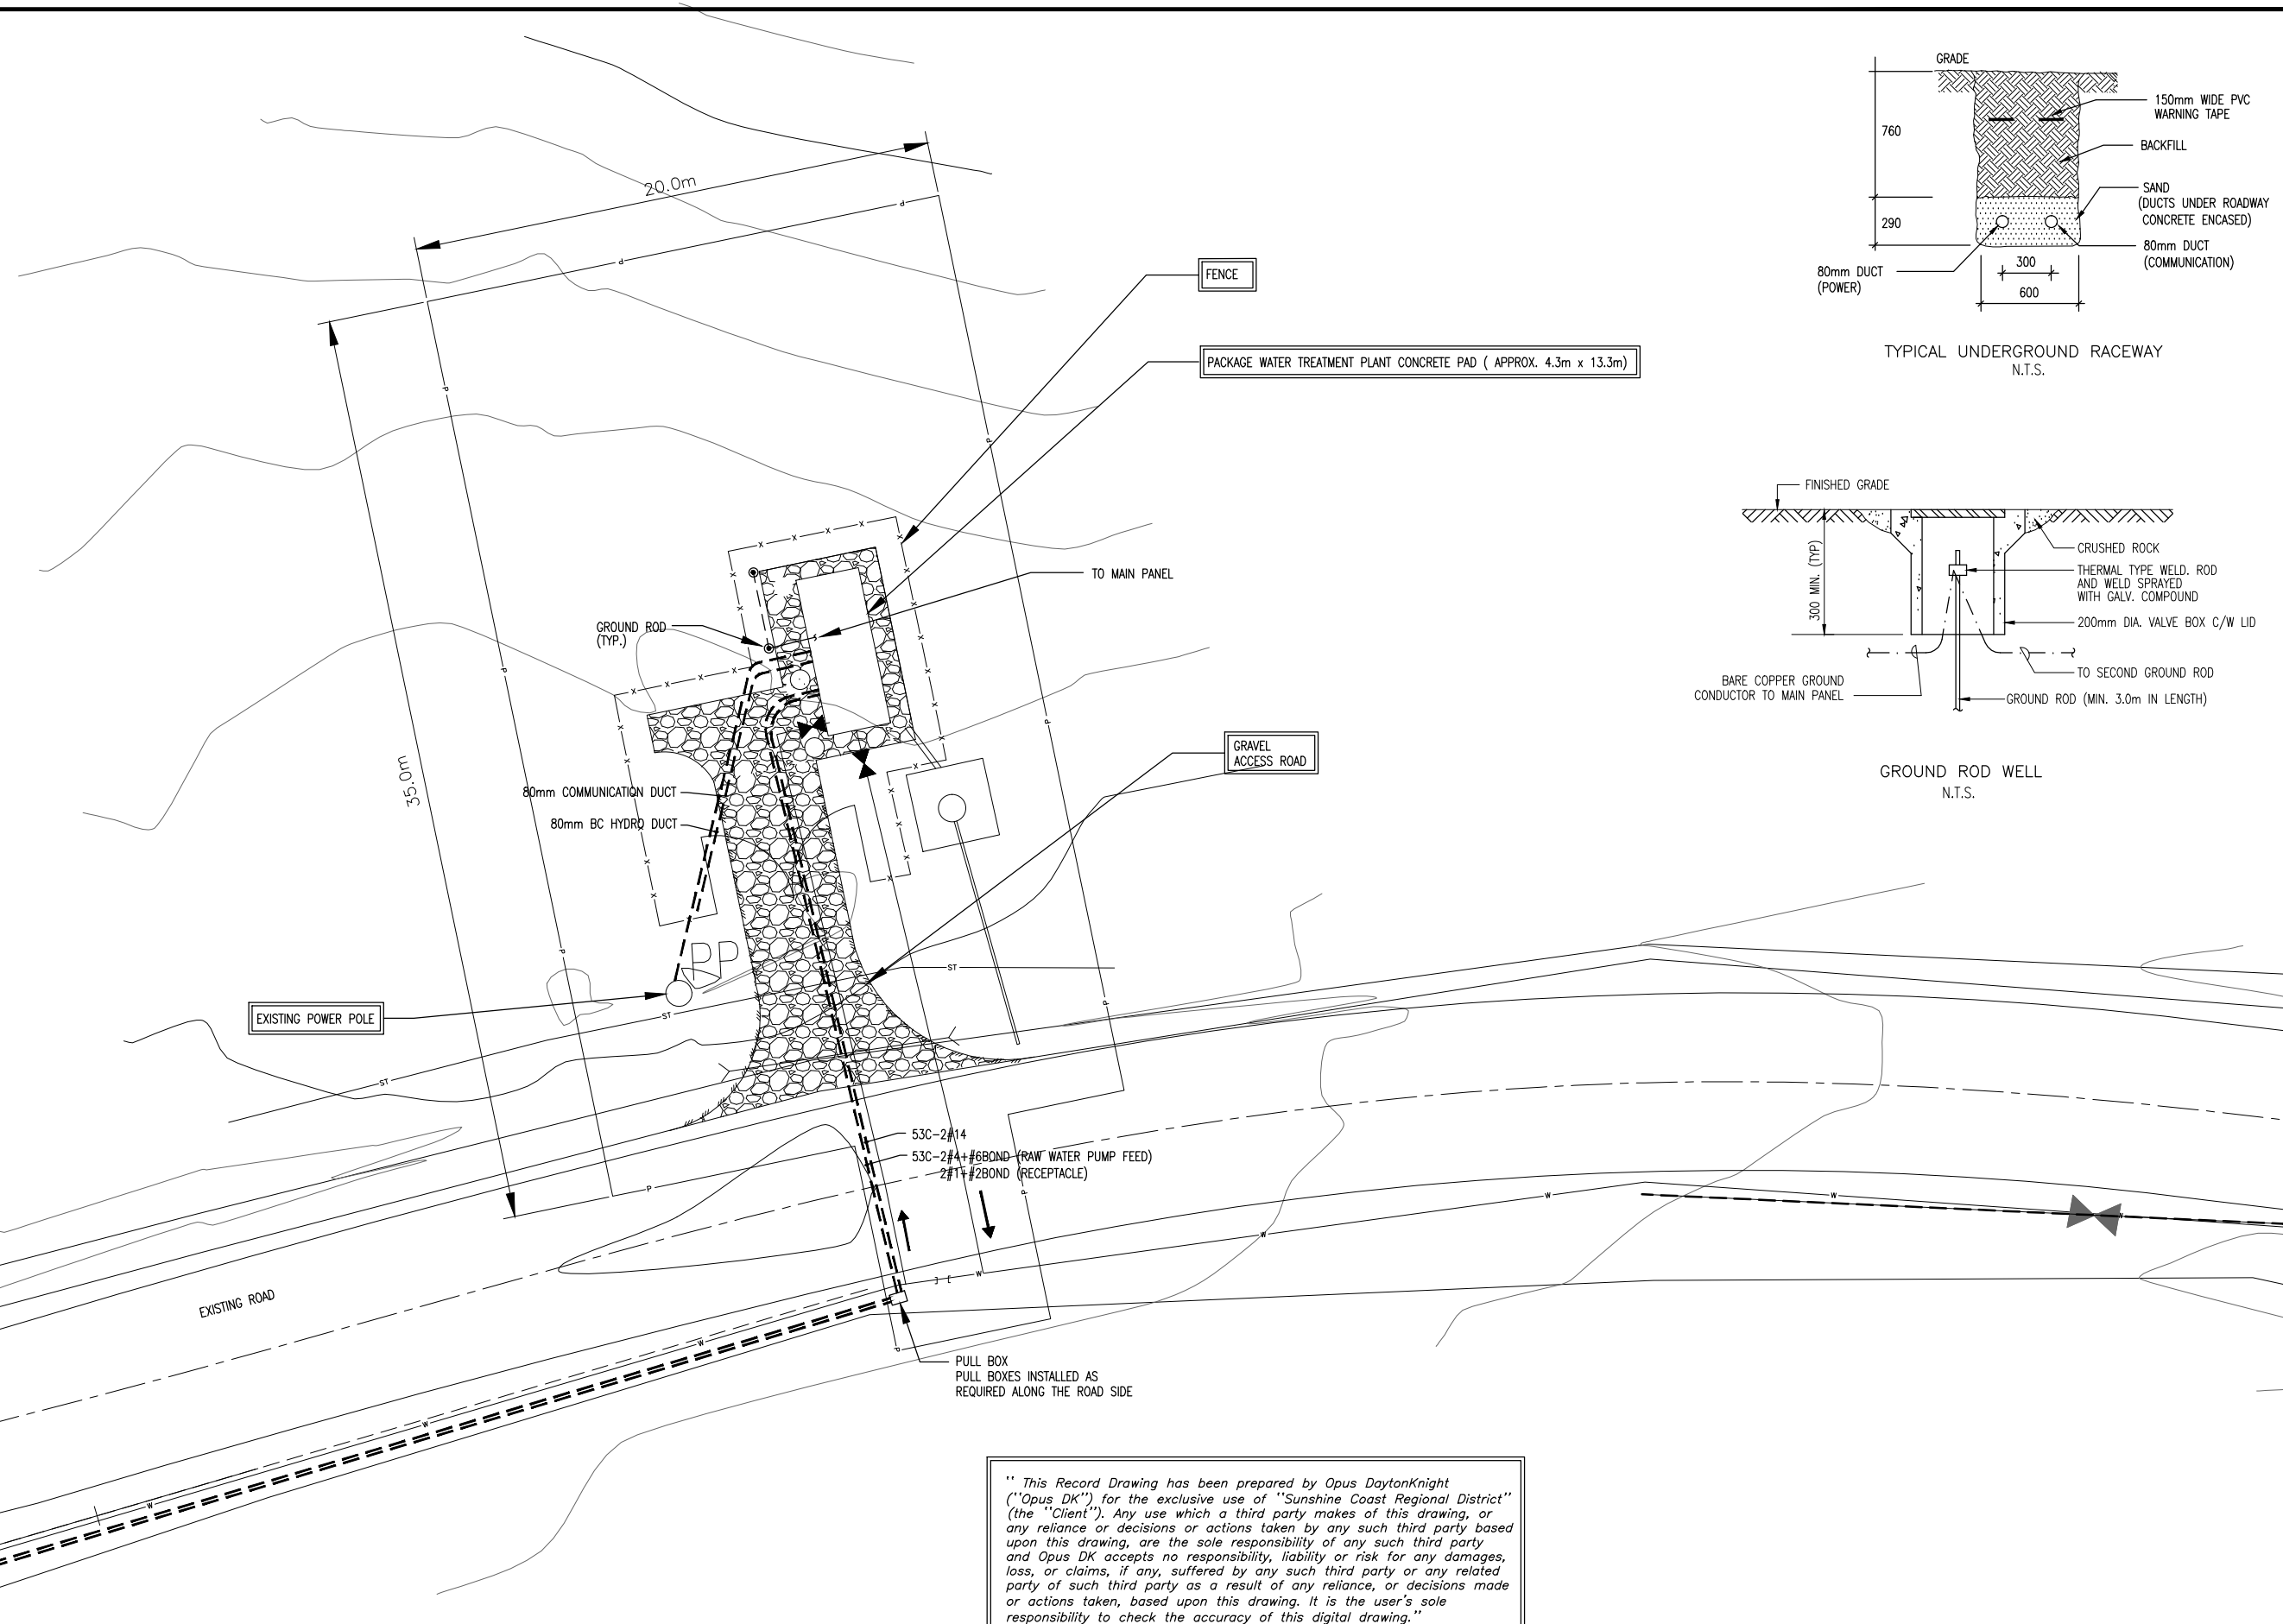 GRADE
150mm WIDE PVC
WARNING TAPE
760
BACKFILL
SAND
(DUCTS UNDER ROADWAY
CONCRETE ENCASED)
290
80mm DUCT
(COMMUNICATION)
80mm DUCT
(POWER)
300
600
TYPICAL UNDERGROUND RACEWAY
N.T.S.
20.0m
P
P
FENCE
PACKAGE WATER TREATMENT PLANT CONCRETE PAD ( APPROX. 4.3m x 13.3m)
FINISHED GRADE
300 MIN. (TYP)
CRUSHED ROCK
THERMAL TYPE WELD. ROD
AND WELD SPRAYED
WITH GALV. COMPOUND
200mm DIA. VALVE BOX C/W LID
TO SECOND GROUND ROD
BARE COPPER GROUND
CONDUCTOR TO MAIN PANEL
GROUND ROD (MIN. 3.0m IN LENGTH)
GROUND ROD WELL
N.T.S.
TO MAIN PANEL
GROUND ROD
(TYP.)
35.0m
GRAVEL
ACCESS ROAD
80mm COMMUNICATION DUCT
80mm BC HYDRO DUCT
PP
EXISTING POWER POLE
ST
ST
ST
53C-2#14
53C-2#4+#6BOND (RAW WATER PUMP FEED)
2#1+#2BOND (RECEPTACLE)
P
P
W
W
W
W
EXISTING ROAD
W
W
W
P
PULL BOX
PULL BOXES INSTALLED AS
REQUIRED ALONG THE ROAD SIDE
'' This Record Drawing has been prepared by Opus DaytonKnight
(''Opus DK'') for the exclusive use of ''Sunshine Coast Regional District''
(the ''Client''). Any use which a third party makes of this drawing, or
any reliance or decisions or actions taken by any such third party based
upon this drawing, are the sole responsibility of any such third party
and Opus DK accepts no responsibility, liability or risk for any damages,
loss, or claims, if any, suffered by any such third party or any related
party of such third party as a result of any reliance, or decisions made
or actions taken, based upon this drawing. It is the user's sole
responsibility to check the accuracy of this digital drawing.''